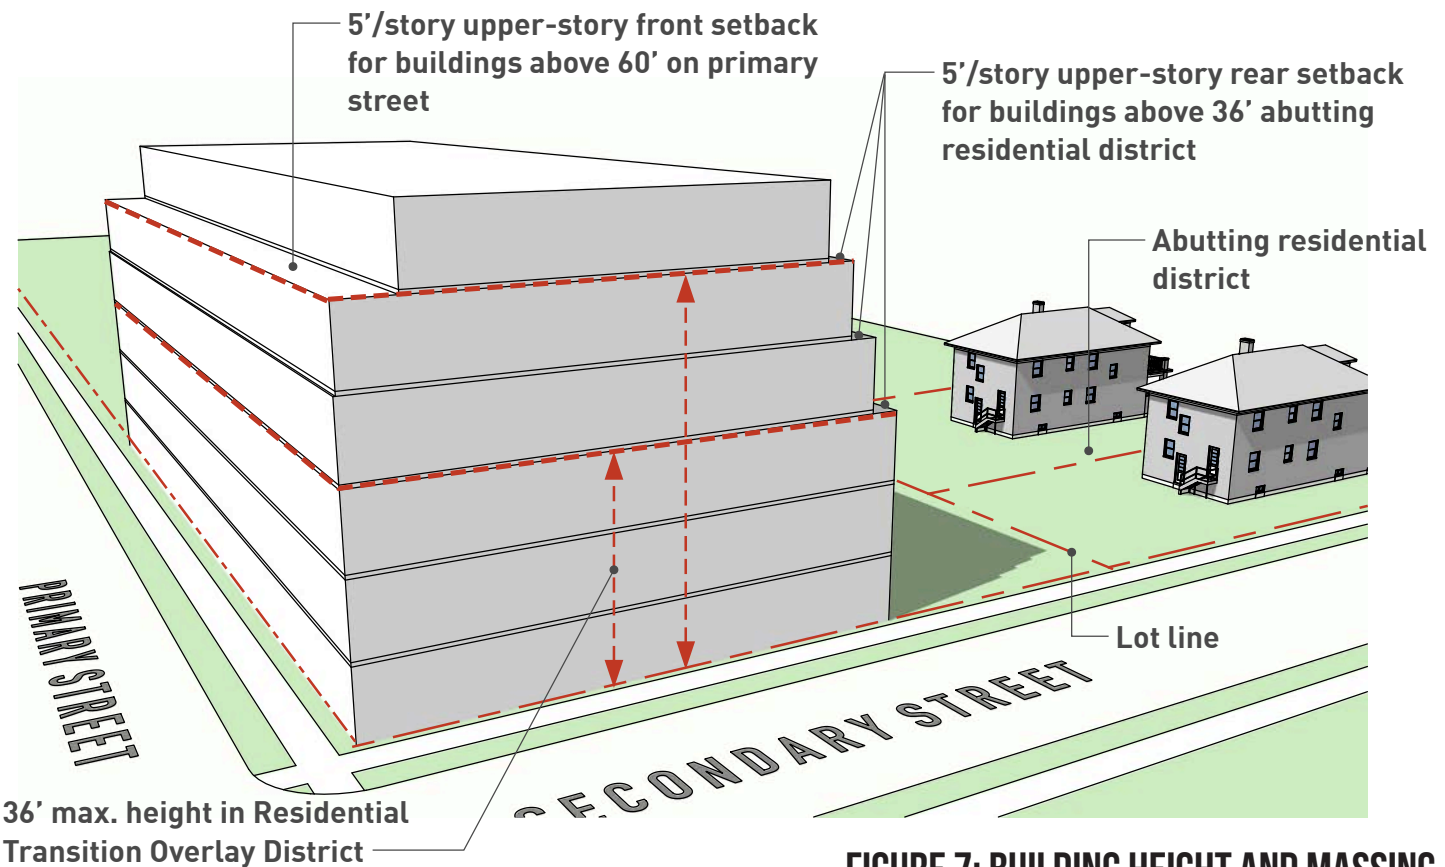 5’/story upper-story front setback
for buildings above 60’ on primary
street
5’/story upper-story rear setback
for buildings above 36’ abutting
residential district
Abutting residential
district
Lot line
PRIMARY STREET
SECONDARY STREET
36’ max. height in Residential
Transition Overlay District
FIGURE 7: BUILDING HEIGHT AND MASSING